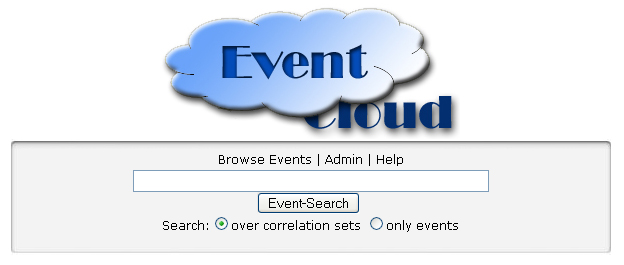 Event
Cloud
Browse Events | Admin | Help
Event-Search
Search: over correlation sets only events